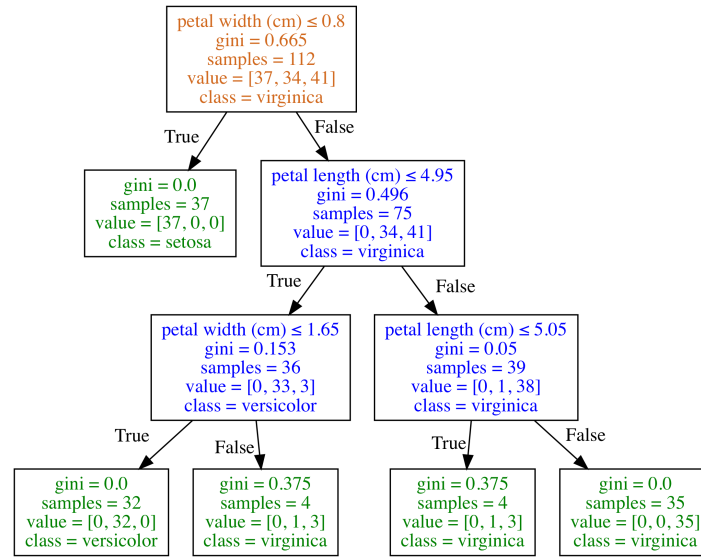 petal width (cm) ≤ 0.8
gini = 0.665
samples = 112
value = [37, 34, 41]
class = virginica
True
False
gini = 0.0
samples = 37
value = [37, 0, 0]
class = setosa
petal length (cm) ≤ 4.95
gini = 0.496
samples = 75
value = [0, 34, 41]
class = virginica
True
False
petal width (cm) ≤ 1.65
gini = 0.153
samples = 36
value = [0, 33, 3]
class = versicolor
petal length (cm) ≤ 5.05
gini = 0.05
samples = 39
value = [0, 1, 38]
class = virginica
True
False
True
False
gini = 0.0
samples = 32
value = [0, 32, 0]
class = versicolor
gini = 0.375
samples = 4
value = [0, 1, 3]
class = virginica
gini = 0.375
samples = 4
value = [0, 1, 3]
class = virginica
gini = 0.0
samples = 35
value = [0, 0, 35]
class = virginica